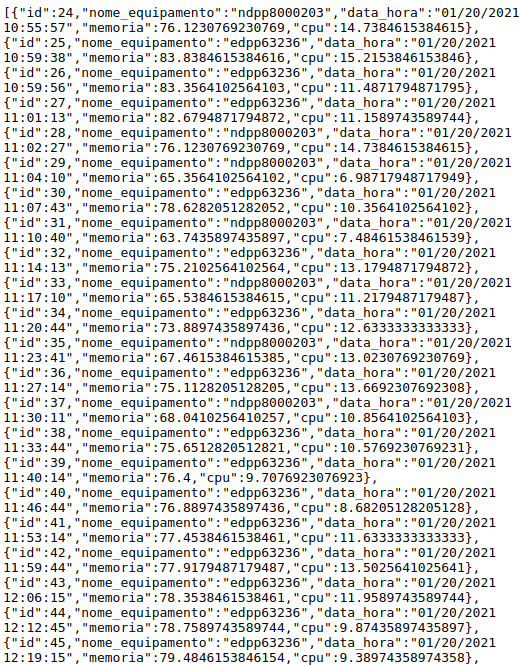 [{"id":24,"nome_equipamento":"ndpp8000203","data_hora":"01/20/2021
10:55:57","memoria":76.1230769230769,"cpu":14.7384615384615},
{"id":25,"nome_equipamento":"edpp63236","data_hora":"01/20/2021
10:59:38","memoria":83.8384615384616,"cpu":15.2153846153846},
{"id":26,"nome_equipamento":"edpp63236","data_hora":"01/20/2021
10:59:56","memoria":83.3564102564103,"cpu":11.4871794871795},
{"id":27,"nome_equipamento":"edpp63236","data_hora":"01/20/2021
11:01:13","memoria":82.6794871794872,"cpu":11.1589743589744},
{"id":28,"nome_equipamento":"ndpp8000203","data_hora":"01/20/2021
11:02:27","memoria":76.1230769230769,"cpu":14.7384615384615},
{"id":29,"nome_equipamento":"ndpp8000203","data_hora":"01/20/2021
11:04:10","memoria":65.3564102564102,"cpu":6.98717948717949},
{"id":30,"nome_equipamento":"edpp63236","data_hora":"01/20/2021
11:07:43","memoria":78.6282051282052,"cpu":10.3564102564102},
{"id":31,"nome_equipamento":"ndpp8000203","data_hora":"01/20/2021
11:10:40","memoria":63.7435897435897,"cpu":7.48461538461539},
{"id":32,"nome_equipamento":"edpp63236","data_hora":"01/20/2021
11:14:13","memoria":75.2102564102564,"cpu":13.1794871794872},
{"id":33,"nome_equipamento":"ndpp8000203","data_hora":"01/20/2021
11:17:10","memoria":65.5384615384615,"cpu":11.2179487179487},
{"id":34,"nome_equipamento":"edpp63236","data_hora":"01/20/2021
11:20:44","memoria":73.8897435897436,"cpu":12.6333333333333},
{"id":35,"nome_equipamento":"ndpp8000203","data_hora":"01/20/2021
11:23:41","memoria":67.4615384615385,"cpu":13.0230769230769},
{"id":36,"nome_equipamento":"edpp63236","data_hora":"01/20/2021
11:27:14","memoria":75.1128205128205,"cpu":13.6692307692308},
{"id":37,"nome_equipamento":"ndpp8000203","data_hora":"01/20/2021
11:30:11","memoria":68.0410256410257,"cpu":10.8564102564103},
{"id":38,"nome_equipamento":"edpp63236","data_hora":"01/20/2021
11:33:44","memoria":75.6512820512821,"cpu":10.5769230769231},
{"id":39,"nome_equipamento":"edpp63236","data_hora":"01/20/2021
11:40:14","memoria":76.4,"cpu":9.7076923076923},
{"id":40,"nome_equipamento":"edpp63236","data_hora":"01/20/2021
11:46:44","memoria":76.8897435897436,"cpu":8.68205128205128},
{"id":41,"nome_equipamento":"edpp63236","data_hora":"01/20/2021
11:53:14","memoria":77.4538461538461,"cpu":11.6333333333333},
{"id":42,"nome_equipamento":"edpp63236","data_hora":"01/20/2021
11:59:44","memoria":77.9179487179487,"cpu":13.5025641025641},
{"id":43,"nome_equipamento":"edpp63236","data_hora":"01/20/2021
12:06:15","memoria":78.3538461538461,"cpu":11.9589743589744},
{"id":44,"nome_equipamento":"edpp63236","data_hora":"01/20/2021
12:12:45","memoria":78.7589743589744,"cpu":9.87435897435897},
{"id":45,"nome_equipamento":"edpp63236","data_hora":"01/20/2021
12:19:15","memoria":79.4846153846154,"cpu":9.38974358974358},